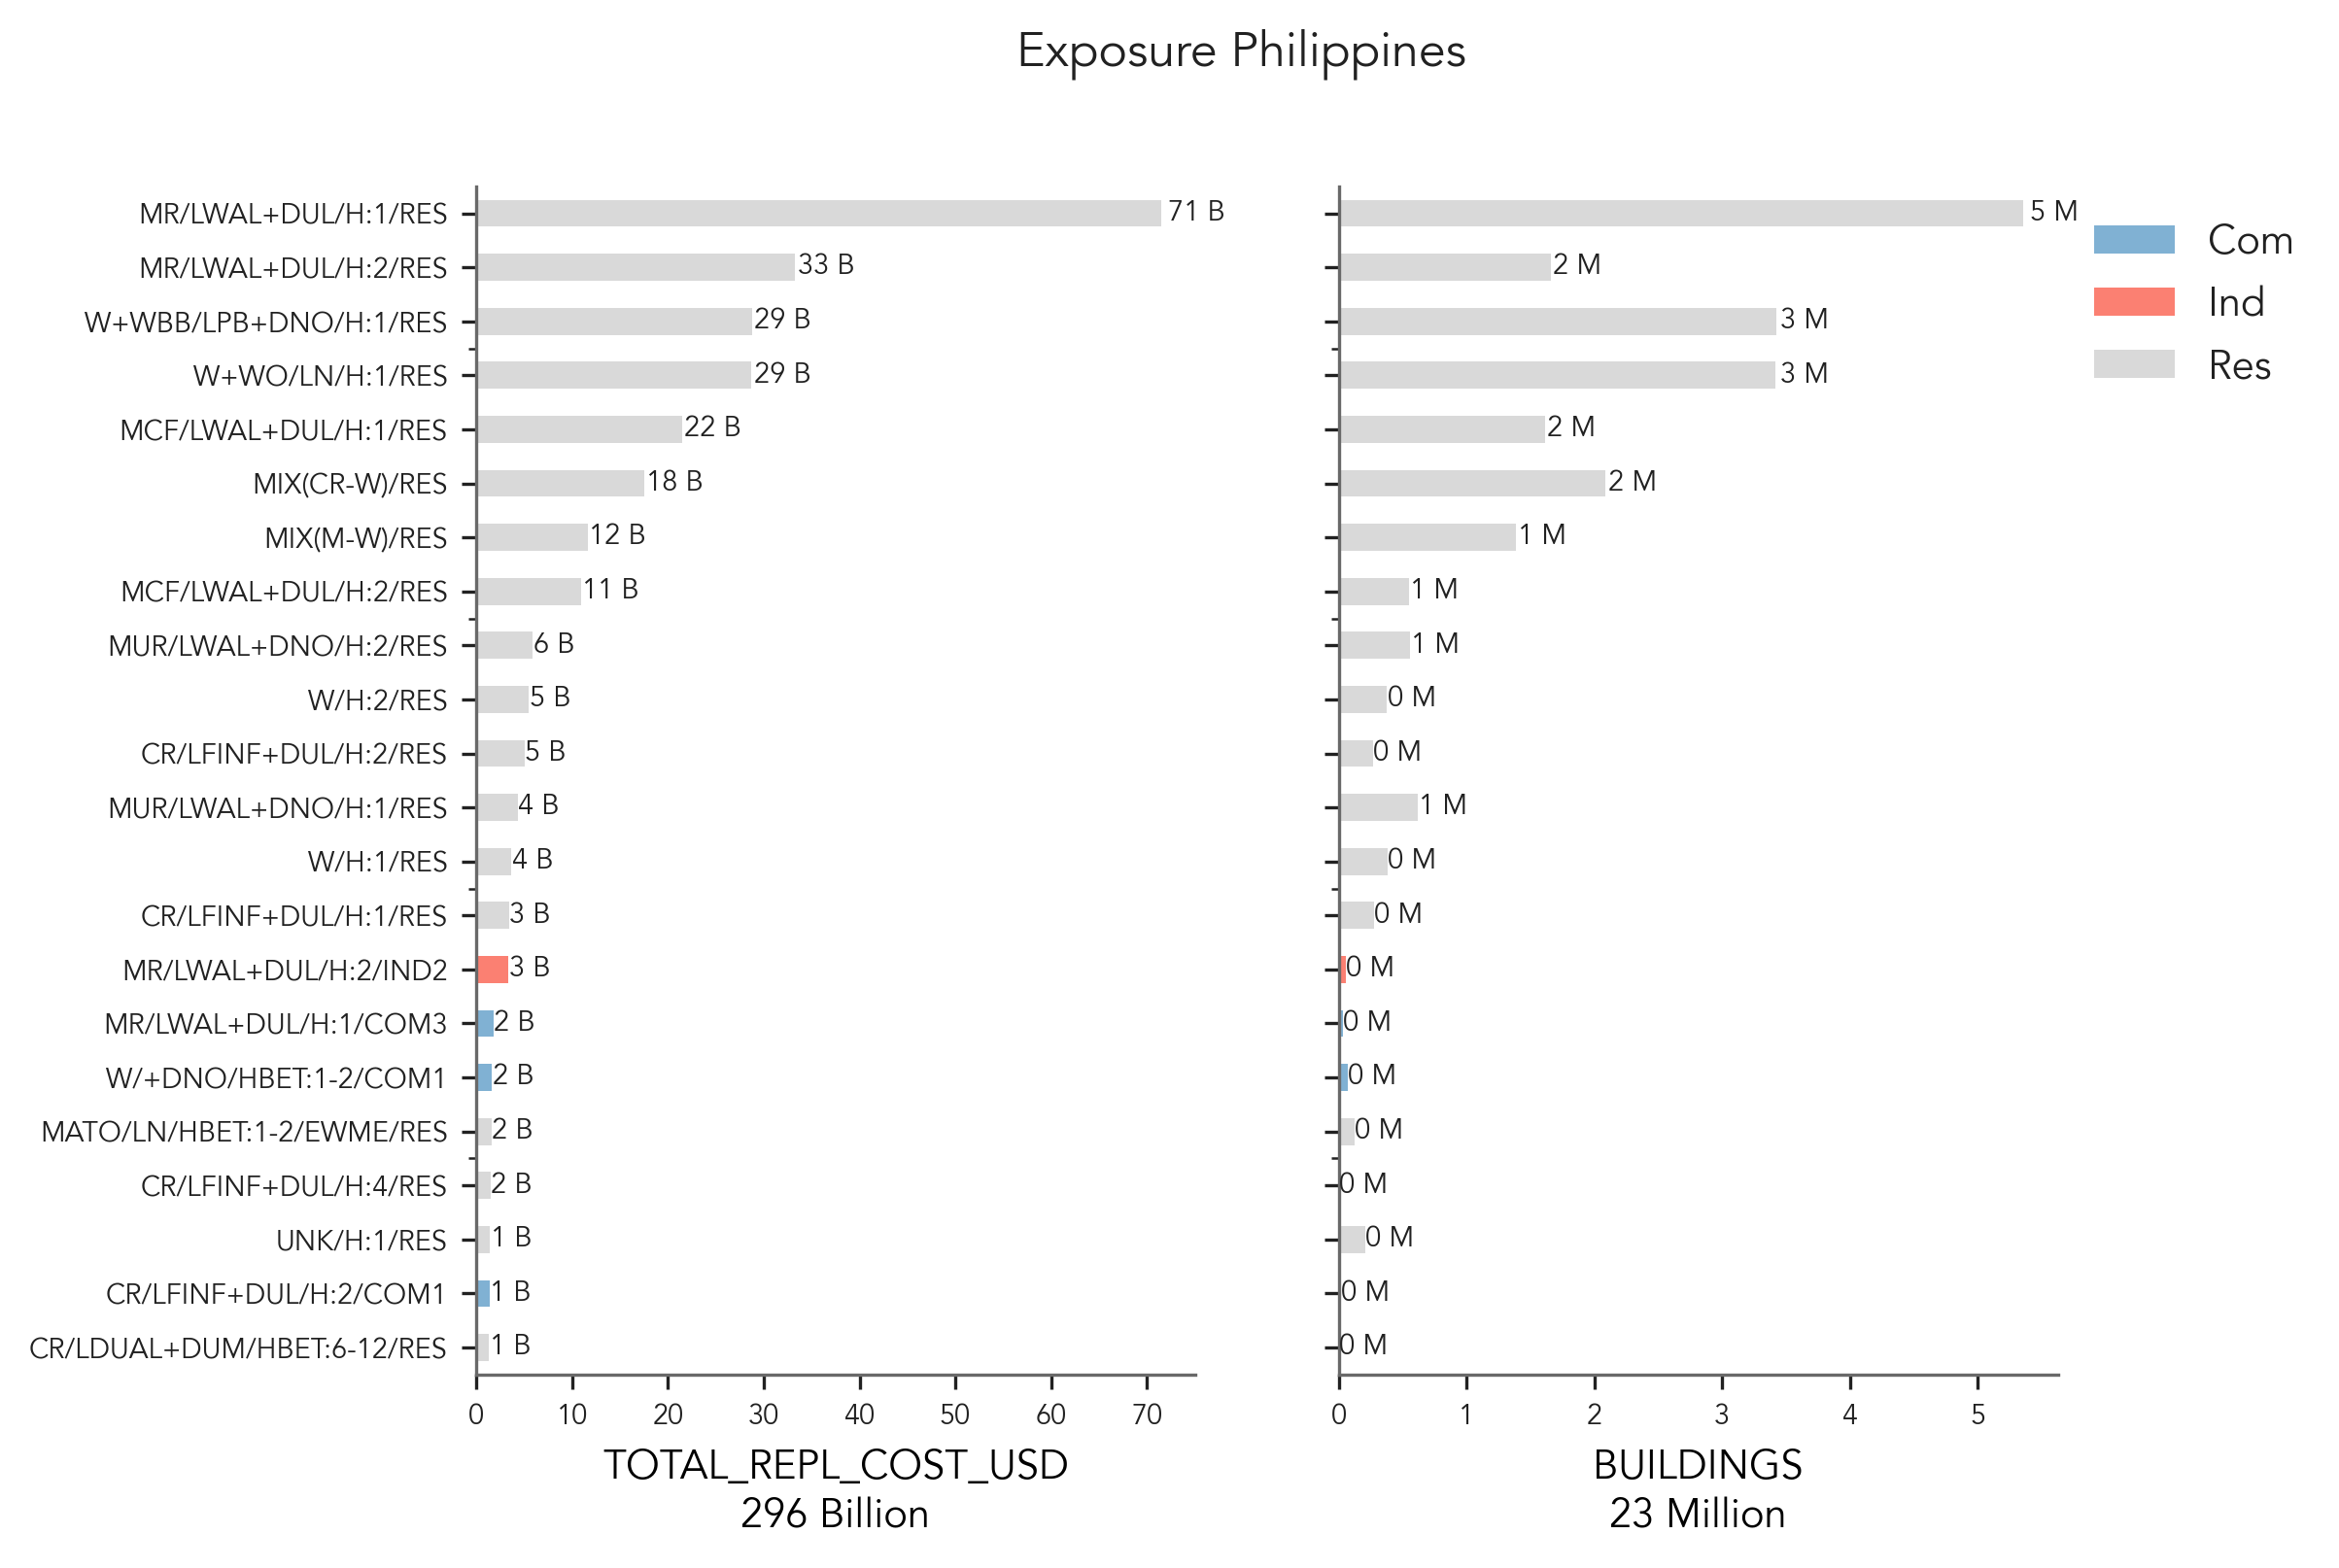 Exposure Philippines
MR/LWAL+DUL/H:1/RES 71 B 5 M
MR/LWAL+DUL/H:2/RES 33 B 2 M
W+WBB/LPB+DNO/H:1/RES 29 B 3 M
W+WO/LN/H:1/RES 29 B 3 M
MCF/LWAL+DUL/H:1/RES 22 B 2 M
MIX(CR-W)/RES 18 B 2 M
MIX(M-W)/RES 12 B 1 M
MCF/LWAL+DUL/H:2/RES 11 B 1 M
MUR/LWAL+DNO/H:2/RES 6 B 1 M
W/H:2/RES 5 B 0 M
CR/LFINF+DUL/H:2/RES 5 B 0 M
MUR/LWAL+DNO/H:1/RES 4 B 1 M
W/H:1/RES 4 B 0 M
CR/LFINF+DUL/H:1/RES 3 B 0 M
MR/LWAL+DUL/H:2/IND2 3 B 0 M
MR/LWAL+DUL/H:1/COM3 2 B 0 M
W/+DNO/HBET:1-2/COM1 2 B 0 M
MATO/LN/HBET:1-2/EWME/RES 2 B 0 M
CR/LFINF+DUL/H:4/RES 2 B 0 M
UNK/H:1/RES 1 B 0 M
CR/LFINF+DUL/H:2/COM1 1 B 0 M
CR/LDUAL+DUM/HBET:6-12/RES 1 B 0 M
0 10 20 30 40 50 60 70
TOTAL_REPL_COST_USD
296 Billion
0 1 2 3 4 5
BUILDINGS
23 Million
Com
Ind
Res